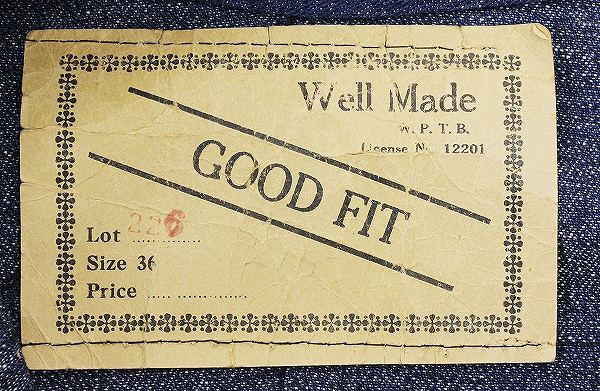 Well Made
W. P. T. B.
License No. 12201
GOOD FIT
Lot 226
Size 36
Price